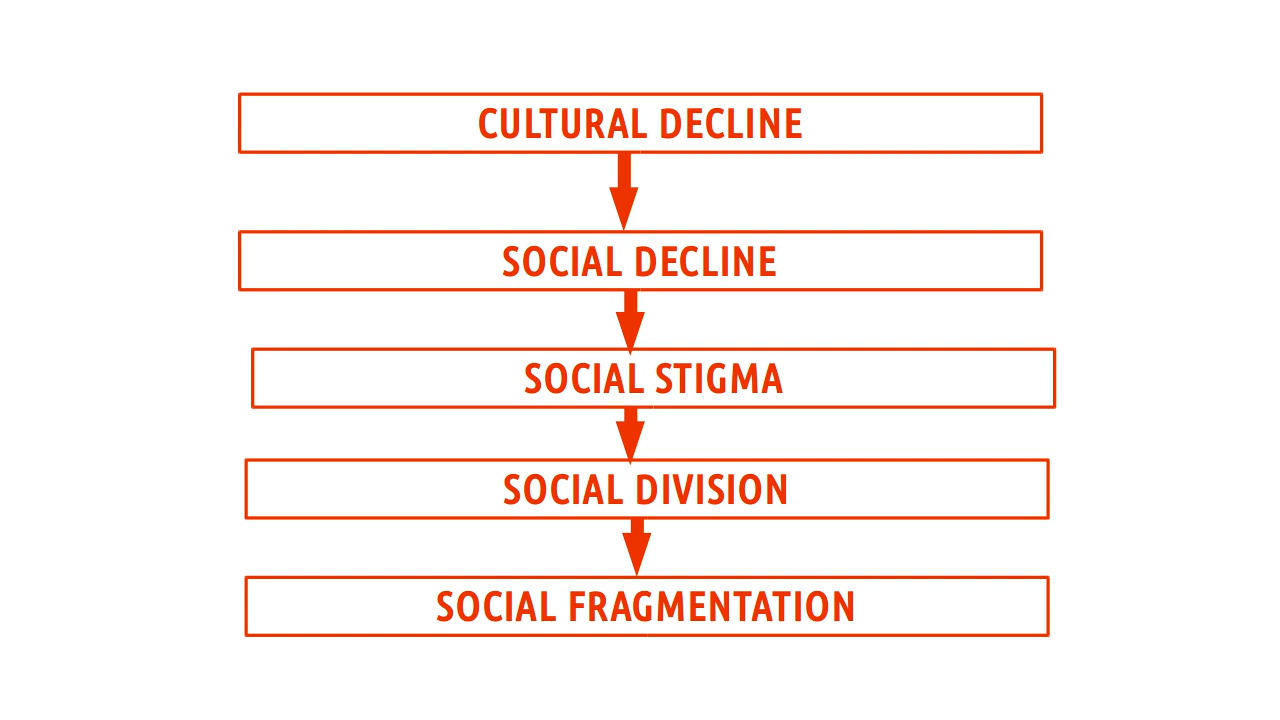 CULTURAL DECLINE
SOCIAL DECLINE
SOCIAL STIGMA
SOCIAL DIVISION
SOCIAL FRAGMENTATION